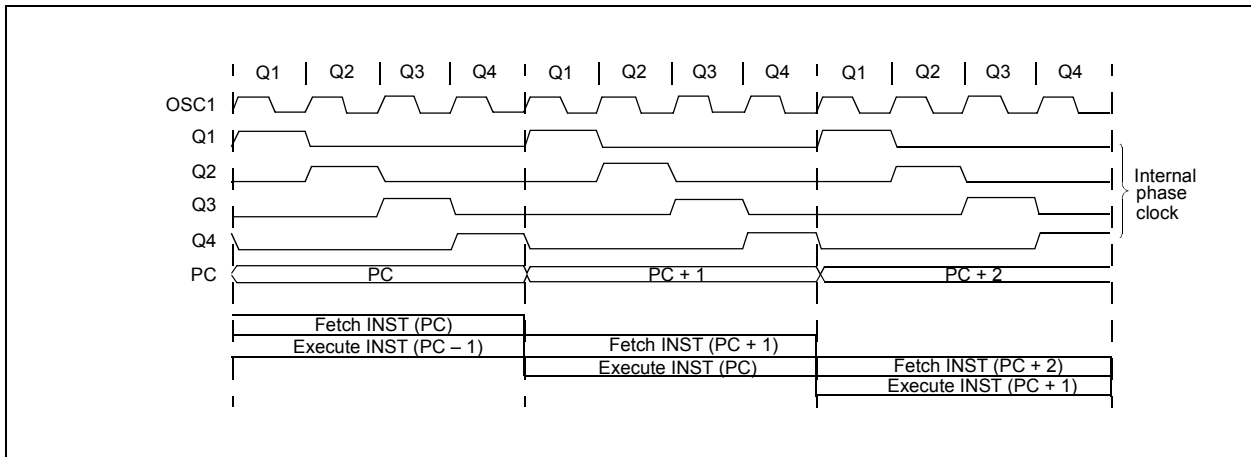 Q1 Q2 Q3 Q4 Q1 Q2 Q3 Q4 Q1 Q2 Q3 Q4
OSC1
Q1
Q2
Q3
Q4
Internal
phase
clock
PC PC PC + 1 PC + 2
Fetch INST (PC)
Execute INST (PC – 1) Fetch INST (PC + 1)
Execute INST (PC) Fetch INST (PC + 2)
Execute INST (PC + 1)